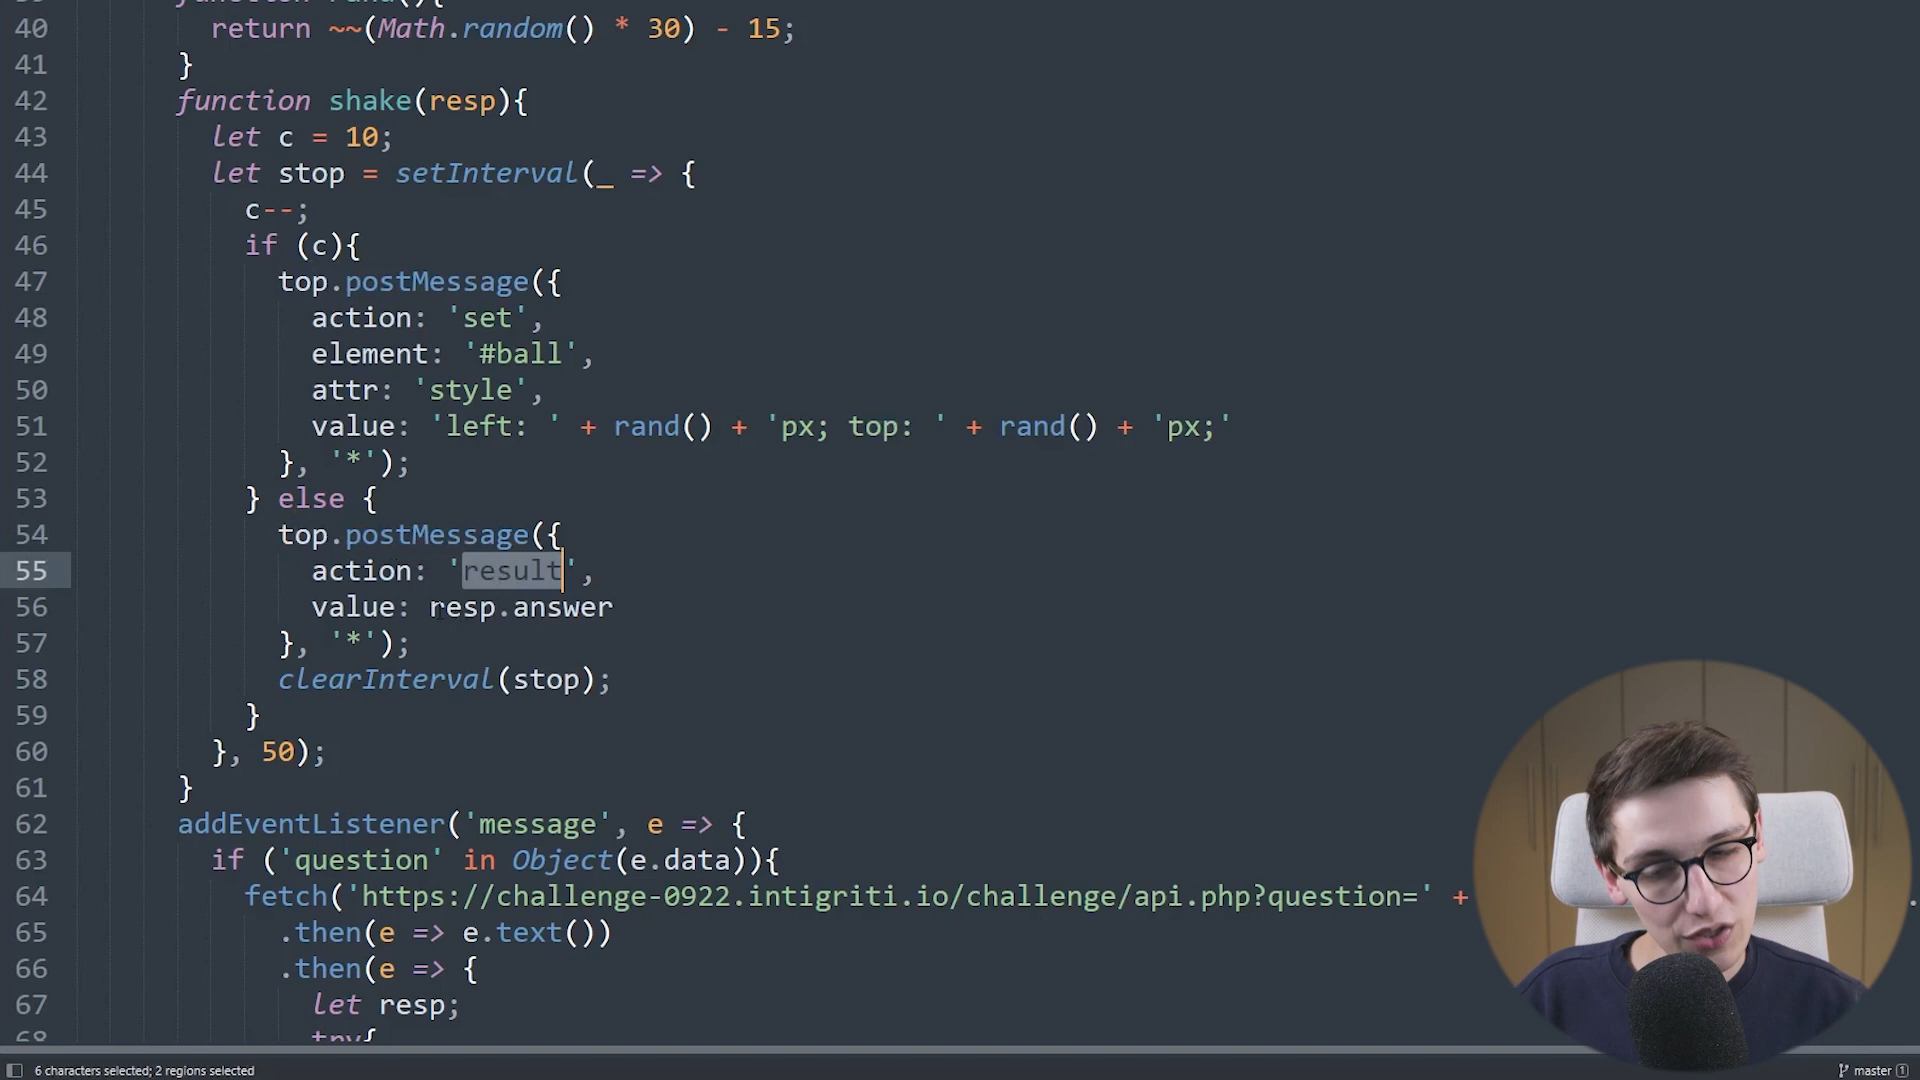 function rand(){
40 return ~~(Math.random() * 30) - 15;
41 }
42 function shake(resp){
43 let c = 10;
44 let stop = setInterval(_ => {
45 c--;
46 if (c){
47 top.postMessage({
48 action: 'set',
49 element: '#ball',
50 attr: 'style',
51 value: 'left: ' + rand() + 'px; top: ' + rand() + 'px;'
52 }, '*');
53 } else {
54 top.postMessage({
55 action: 'result',
56 value: resp.answer
57 }, '*');
58 clearInterval(stop);
59 }
60 }, 50);
61 }
62 addEventListener('message', e => {
63 if ('question' in Object(e.data)){
64 fetch('https://challenge-0922.intigriti.io/challenge/api.php?question=' +
65 .then(e => e.text())
66 .then(e => {
67 let resp;
68 try{
6 characters selected; 2 regions selected
master 1